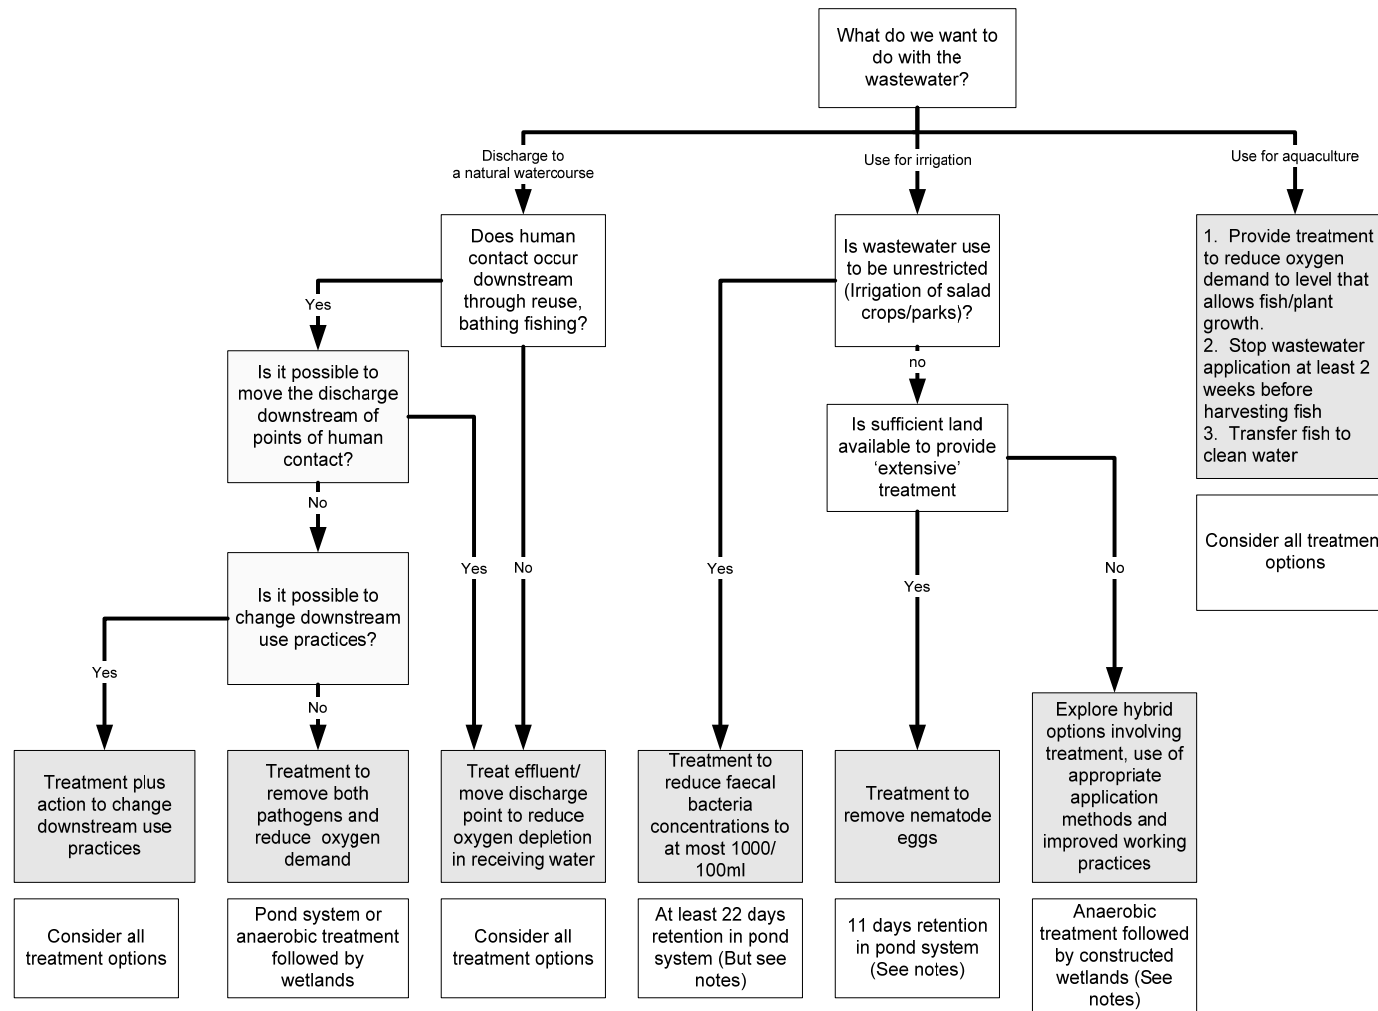 What do we want to
do with the
wastewater?
Discharge to
a natural watercourse
Use for irrigation
Use for aquaculture
Does human
contact occur
downstream
through reuse,
bathing fishing?
Is wastewater use
to be unrestricted
(Irrigation of salad
crops/parks)?
1. Provide treatment
to reduce oxygen
demand to level that
allows fish/plant
growth.
2. Stop wastewater
application at least 2
weeks before
harvesting fish
3. Transfer fish to
clean water
Yes
no
Is it possible to
move the discharge
downstream of
points of human
contact?
Is sufficient land
available to provide
‘extensive’
treatment
Consider all treatmen
options
No
Yes
No
Yes
Yes
No
Is it possible to
change downstream
use practices?
Yes
No
Treatment plus
action to change
downstream use
practices
Treatment to
remove both
pathogens and
reduce oxygen
demand
Treat effluent/
move discharge
point to reduce
oxygen depletion
in receiving water
Treatment to
reduce faecal
bacteria
concentrations to
at most 1000/
100ml
Treatment to
remove nematode
eggs
Explore hybrid
options involving
treatment, use of
appropriate
application
methods and
improved working
practices
Consider all
treatment options
Pond system or
anaerobic treatment
followed by
wetlands
Consider all
treatment options
At least 22 days
retention in pond
system (But see
notes)
11 days retention
in pond system
(See notes)
Anaerobic
treatment followed
by constructed
wetlands (See
notes)